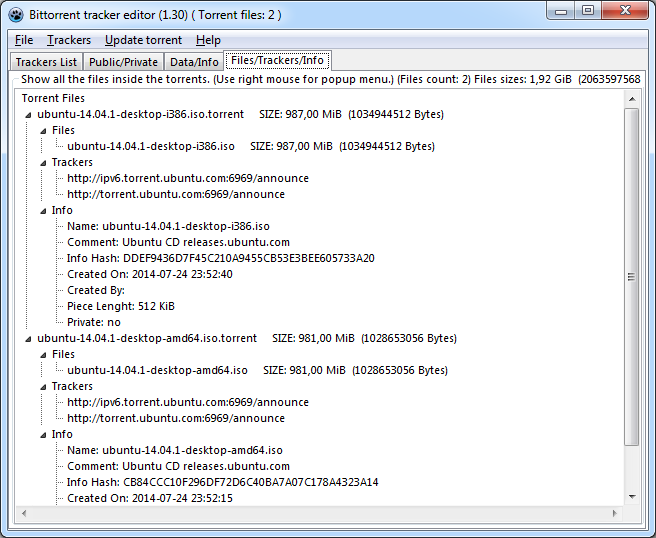 Bittorrent tracker editor (1.30) ( Torrent files: 2 )
File Trackers Update torrent Help
Trackers List Public/Private Data/Info Files/Trackers/Info
Show all the files inside the torrents. (Use right mouse for popup menu.) (Files count: 2) Files sizes: 1,92 GiB (2063597568
Torrent Files
ubuntu-14.04.1-desktop-i386.iso.torrent SIZE: 987,00 MiB (1034944512 Bytes)
Files
ubuntu-14.04.1-desktop-i386.iso SIZE: 987,00 MiB (1034944512 Bytes)
Trackers
http://ipv6.torrent.ubuntu.com:6969/announce
http://torrent.ubuntu.com:6969/announce
Info
Name: ubuntu-14.04.1-desktop-i386.iso
Comment: Ubuntu CD releases.ubuntu.com
Info Hash: DDEF9436D7F45C210A9455CB53E3BEE605733A20
Created On: 2014-07-24 23:52:40
Created By:
Piece Lenght: 512 KiB
Private: no
ubuntu-14.04.1-desktop-amd64.iso.torrent SIZE: 981,00 MiB (1028653056 Bytes)
Files
ubuntu-14.04.1-desktop-amd64.iso SIZE: 981,00 MiB (1028653056 Bytes)
Trackers
http://ipv6.torrent.ubuntu.com:6969/announce
http://torrent.ubuntu.com:6969/announce
Info
Name: ubuntu-14.04.1-desktop-amd64.iso
Comment: Ubuntu CD releases.ubuntu.com
Info Hash: CB84CCC10F296DF72D6C40BA7A07C178A4323A14
Created On: 2014-07-24 23:52:15